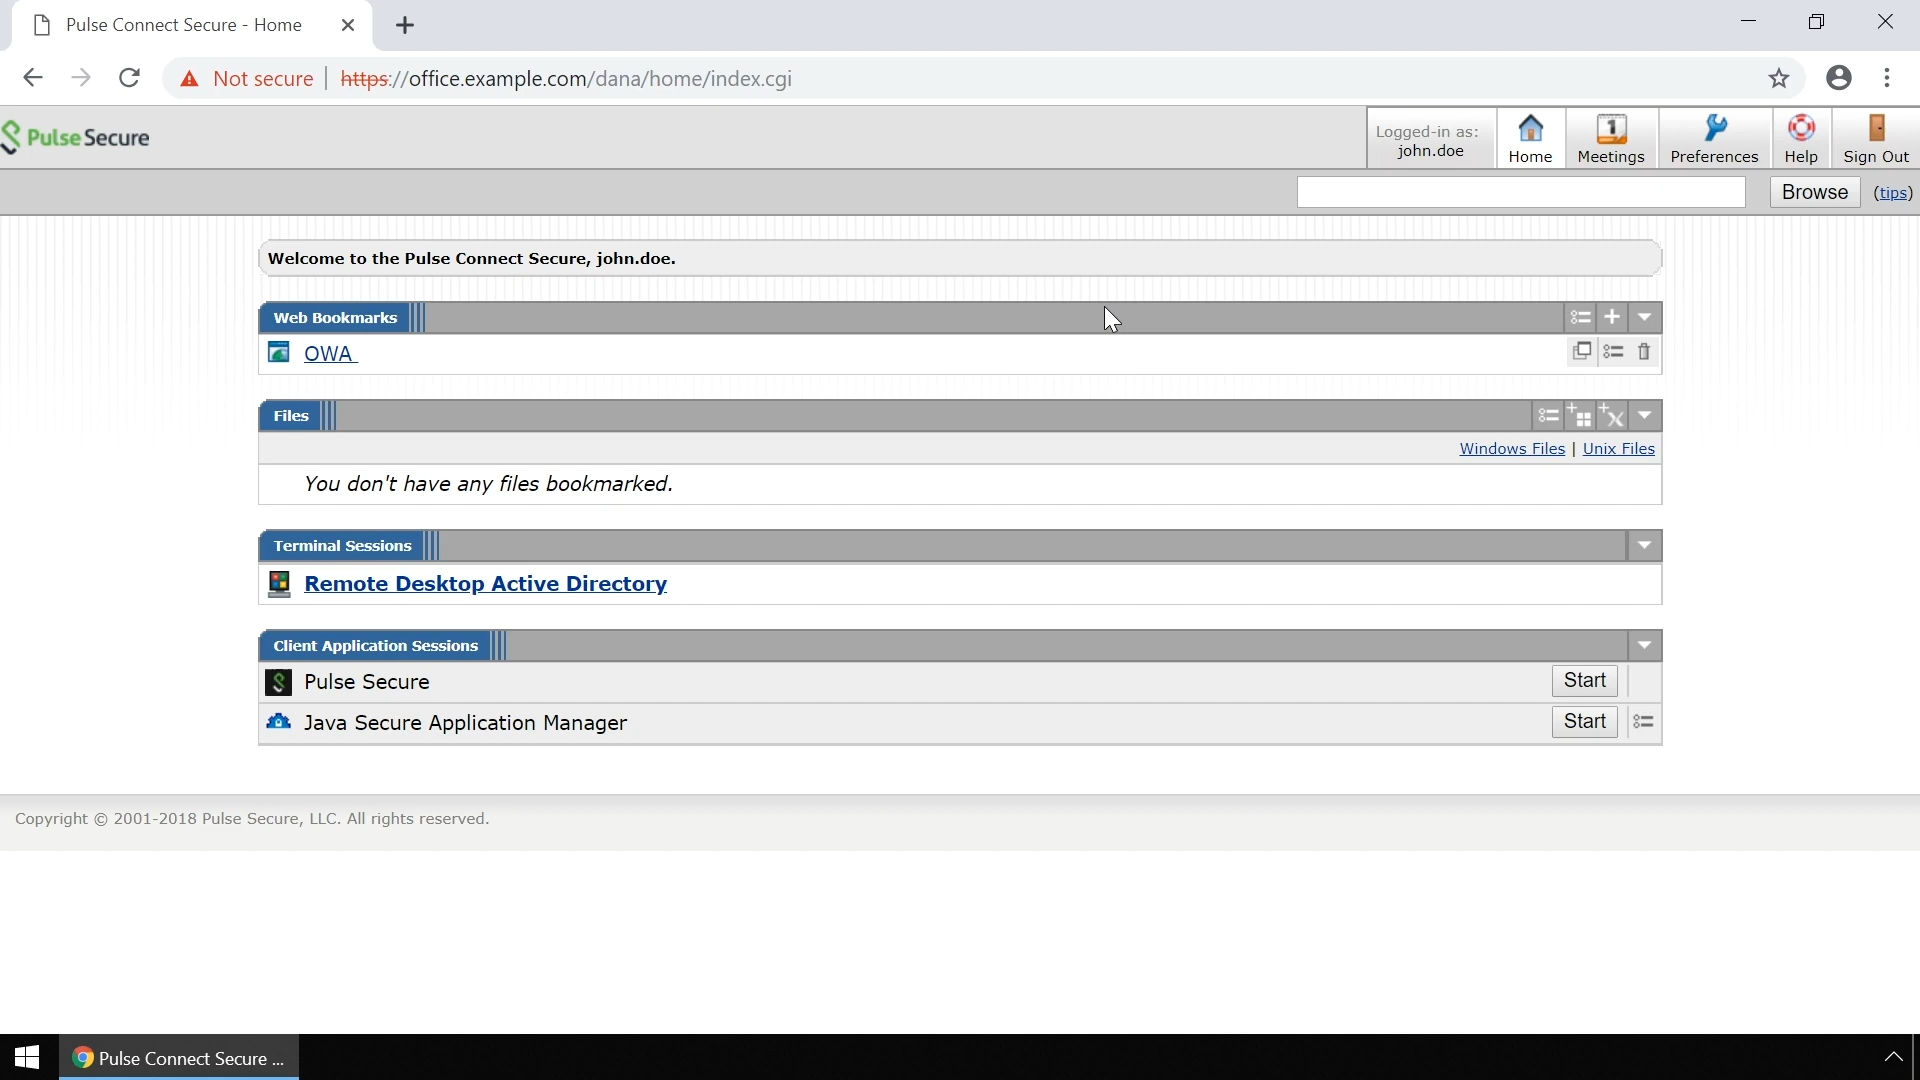 Pulse Connect Secure - Home
Not secure | https://office.example.com/dana/home/index.cgi
Pulse Secure
Logged-in as:
john.doe
Home
1
Meetings
Preferences
Help
Sign Out
Browse
(tips)
Welcome to the Pulse Connect Secure, john.doe.
Web Bookmarks
OWA
Files
Windows Files | Unix Files
You don't have any files bookmarked.
Terminal Sessions
Remote Desktop Active Directory
Client Application Sessions
Pulse Secure
Start
Java Secure Application Manager
Start
Copyright © 2001-2018 Pulse Secure, LLC. All rights reserved.
Pulse Connect Secure ...